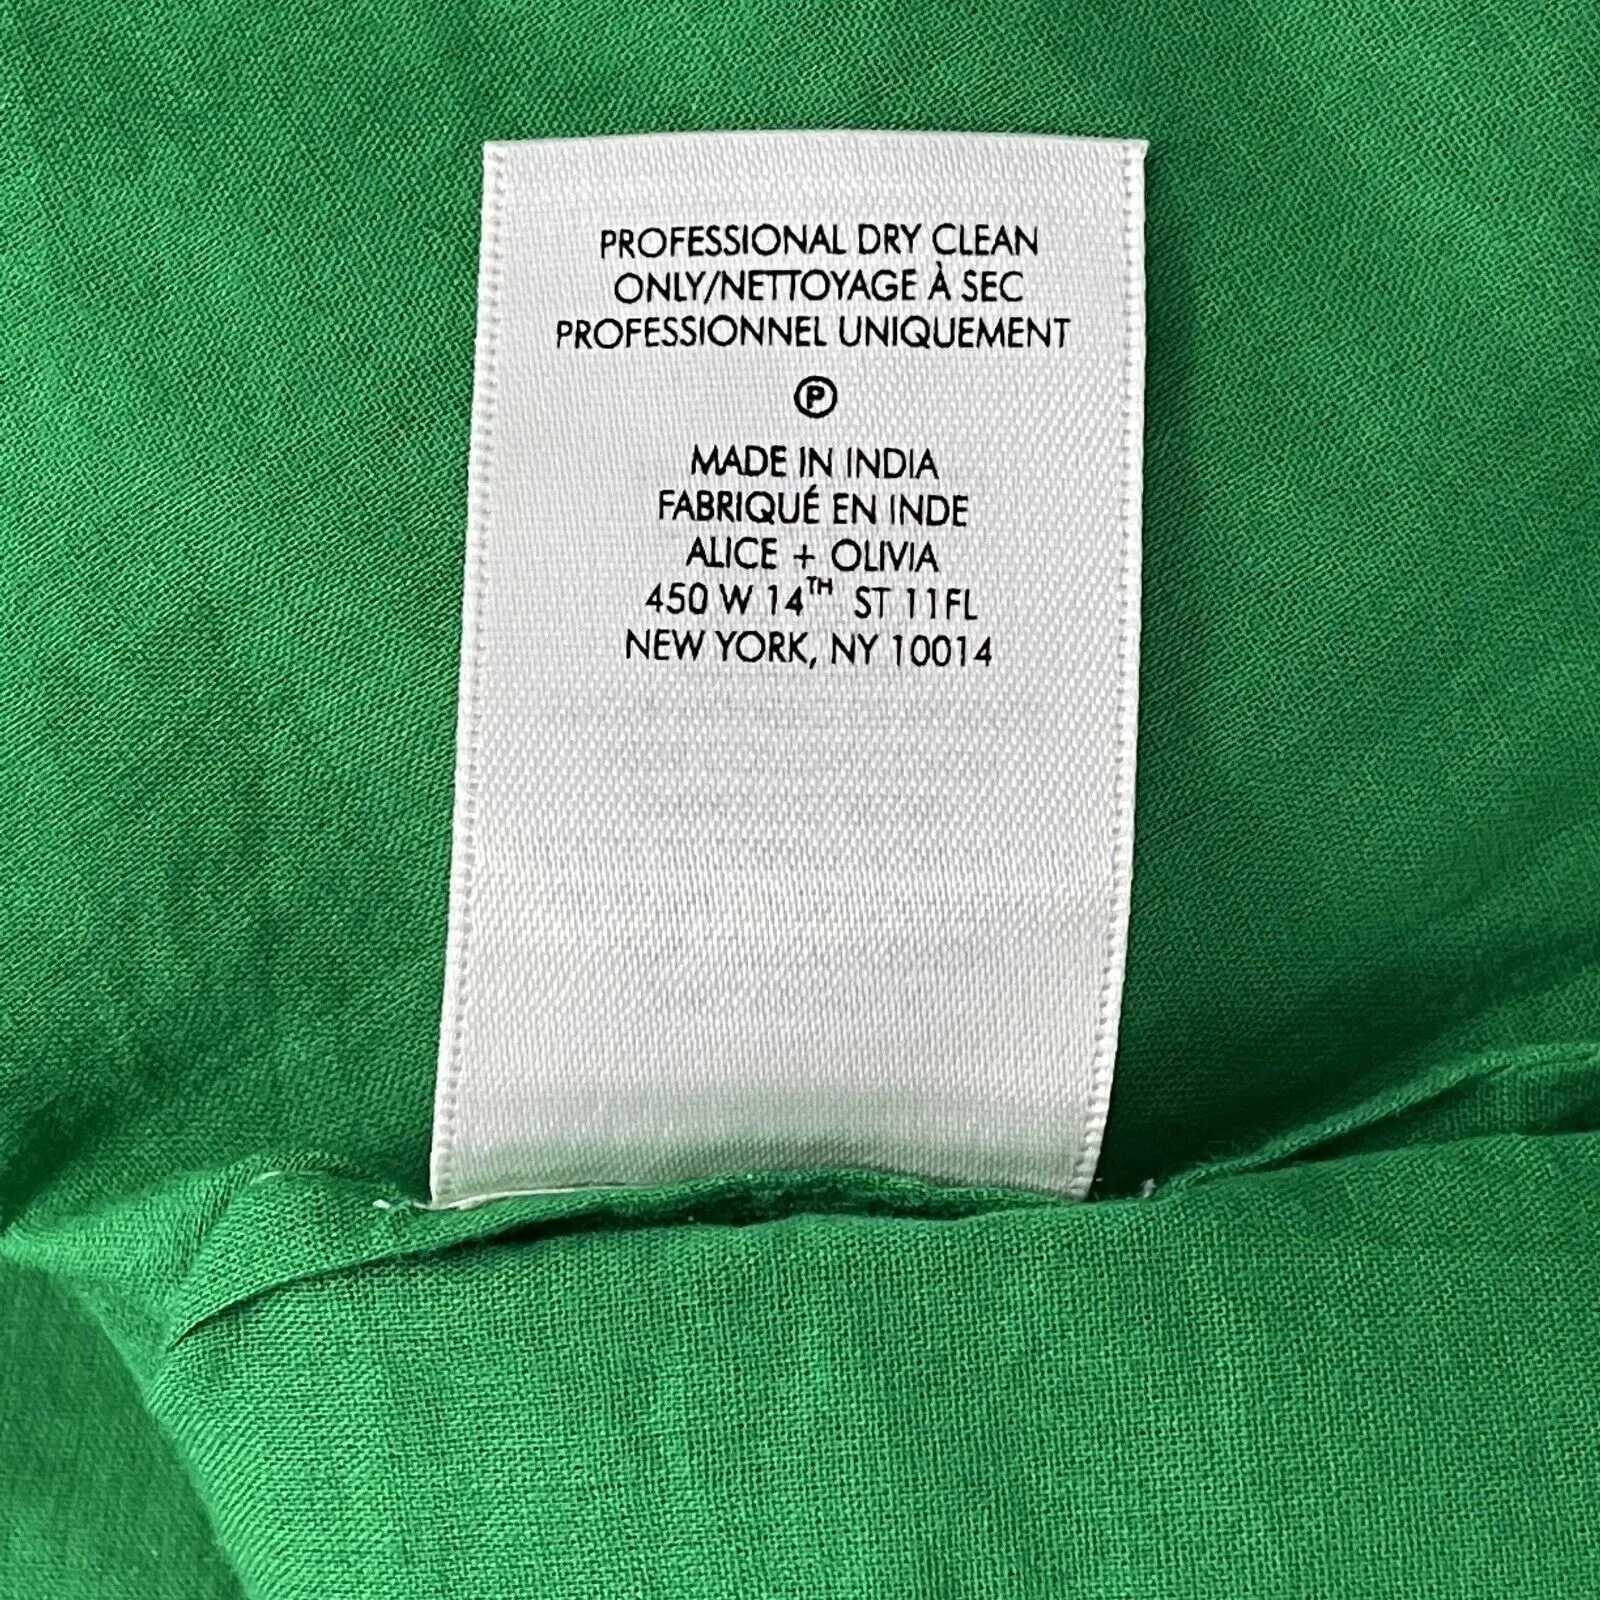 PROFESSIONAL DRY CLEAN
ONLY/NETTOYAGE À SEC
PROFESSIONNEL UNIQUEMENT
Ⓟ
MADE IN INDIA
FABRIQUÉ EN INDE
ALICE + OLIVIA
450 W 14TH ST 11FL
NEW YORK, NY 10014